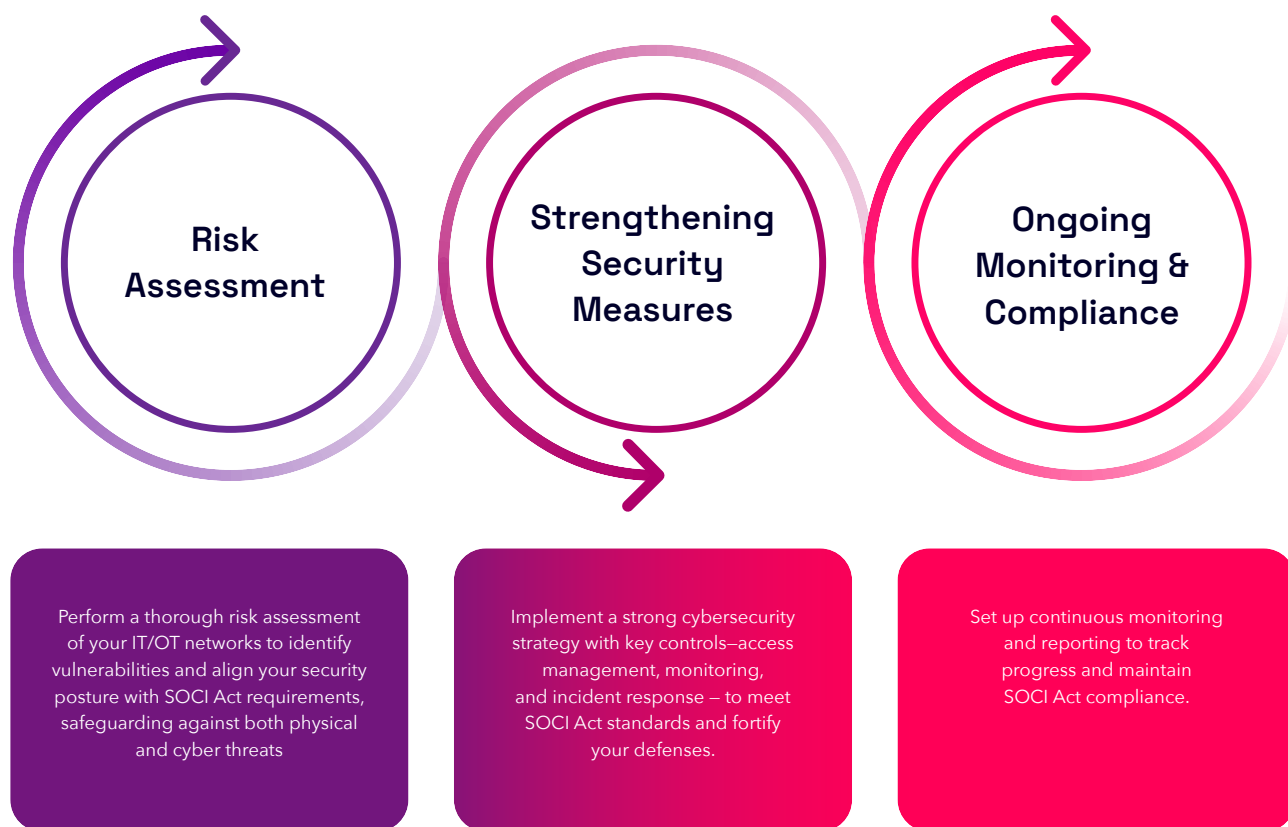 Risk
Assessment
Strengthening
Security
Measures
Ongoing
Monitoring &
Compliance
Perform a thorough risk assessment
of your IT/OT networks to identify
vulnerabilities and align your security
posture with SOCI Act requirements,
safeguarding against both physical
and cyber threats
Implement a strong cybersecurity
strategy with key controls—access
management, monitoring,
and incident response – to meet
SOCI Act standards and fortify
your defenses.
Set up continuous monitoring
and reporting to track
progress and maintain
SOCI Act compliance.